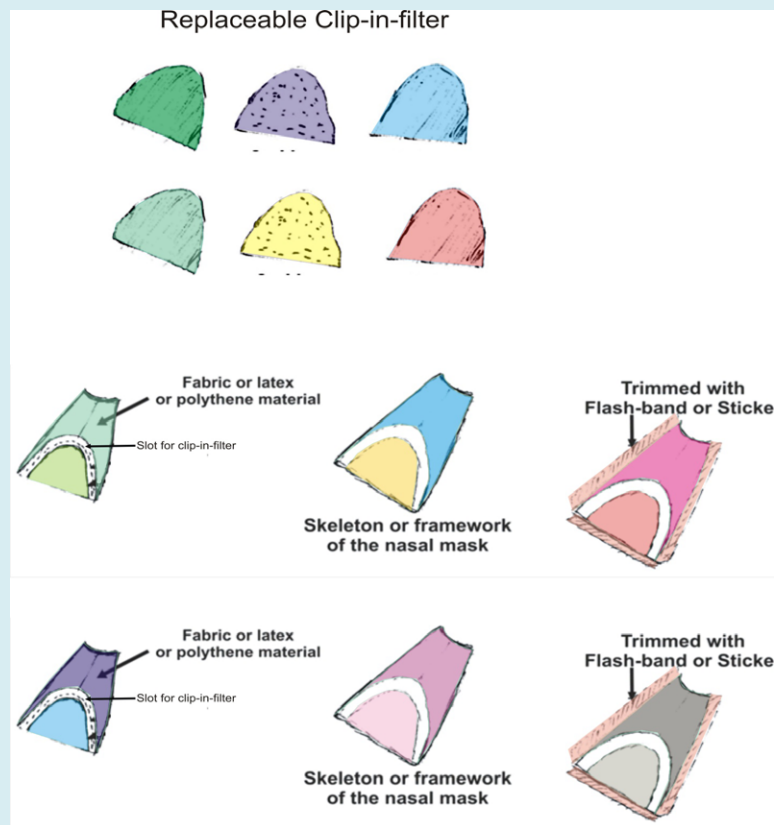 Replaceable Clip-in-filter
Fabric or latex
or polythene material
Slot for clip-in-filter
Skeleton or framework
of the nasal mask
Trimmed with
Flash-band or Sticke
Fabric or latex
or polythene material
Slot for clip-in-filter
Skeleton or framework
of the nasal mask
Trimmed with
Flash-band or Sticke